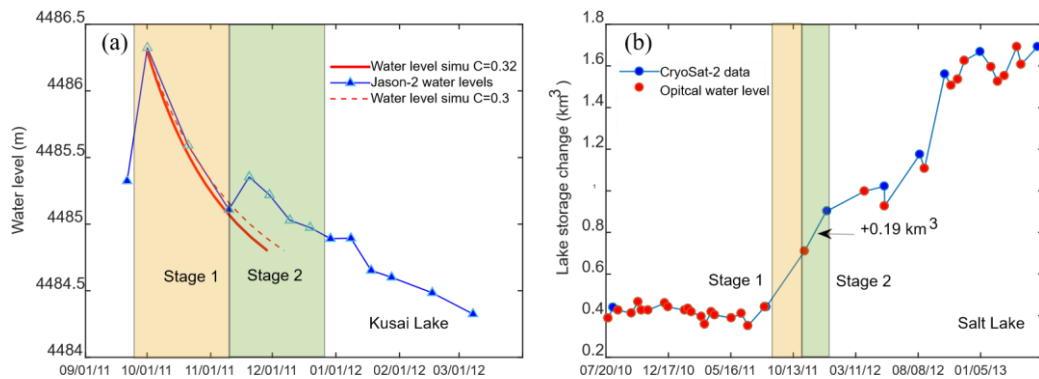 (a)
Water level (m)
4486.5
4486
4485.5
4485
4484.5
4484
Water level simu C=0.32
Jason-2 water levels
Water level simu C=0.3
Stage 1
Stage 2
Kusai Lake
09/01/11 10/01/11 11/01/11 12/01/11 01/01/12 02/01/12 03/01/12
(b)
Lake storage change (km3)
1.8
1.6
1.4
1.2
0.8
0.6
0.4
0.2
CryoSat-2 data
Opitcal water level
+0.19 km3
Stage 1
Stage 2
Salt Lake
07/20/10 12/17/10 05/16/11 10/13/11 03/11/12 08/08/12 01/05/13